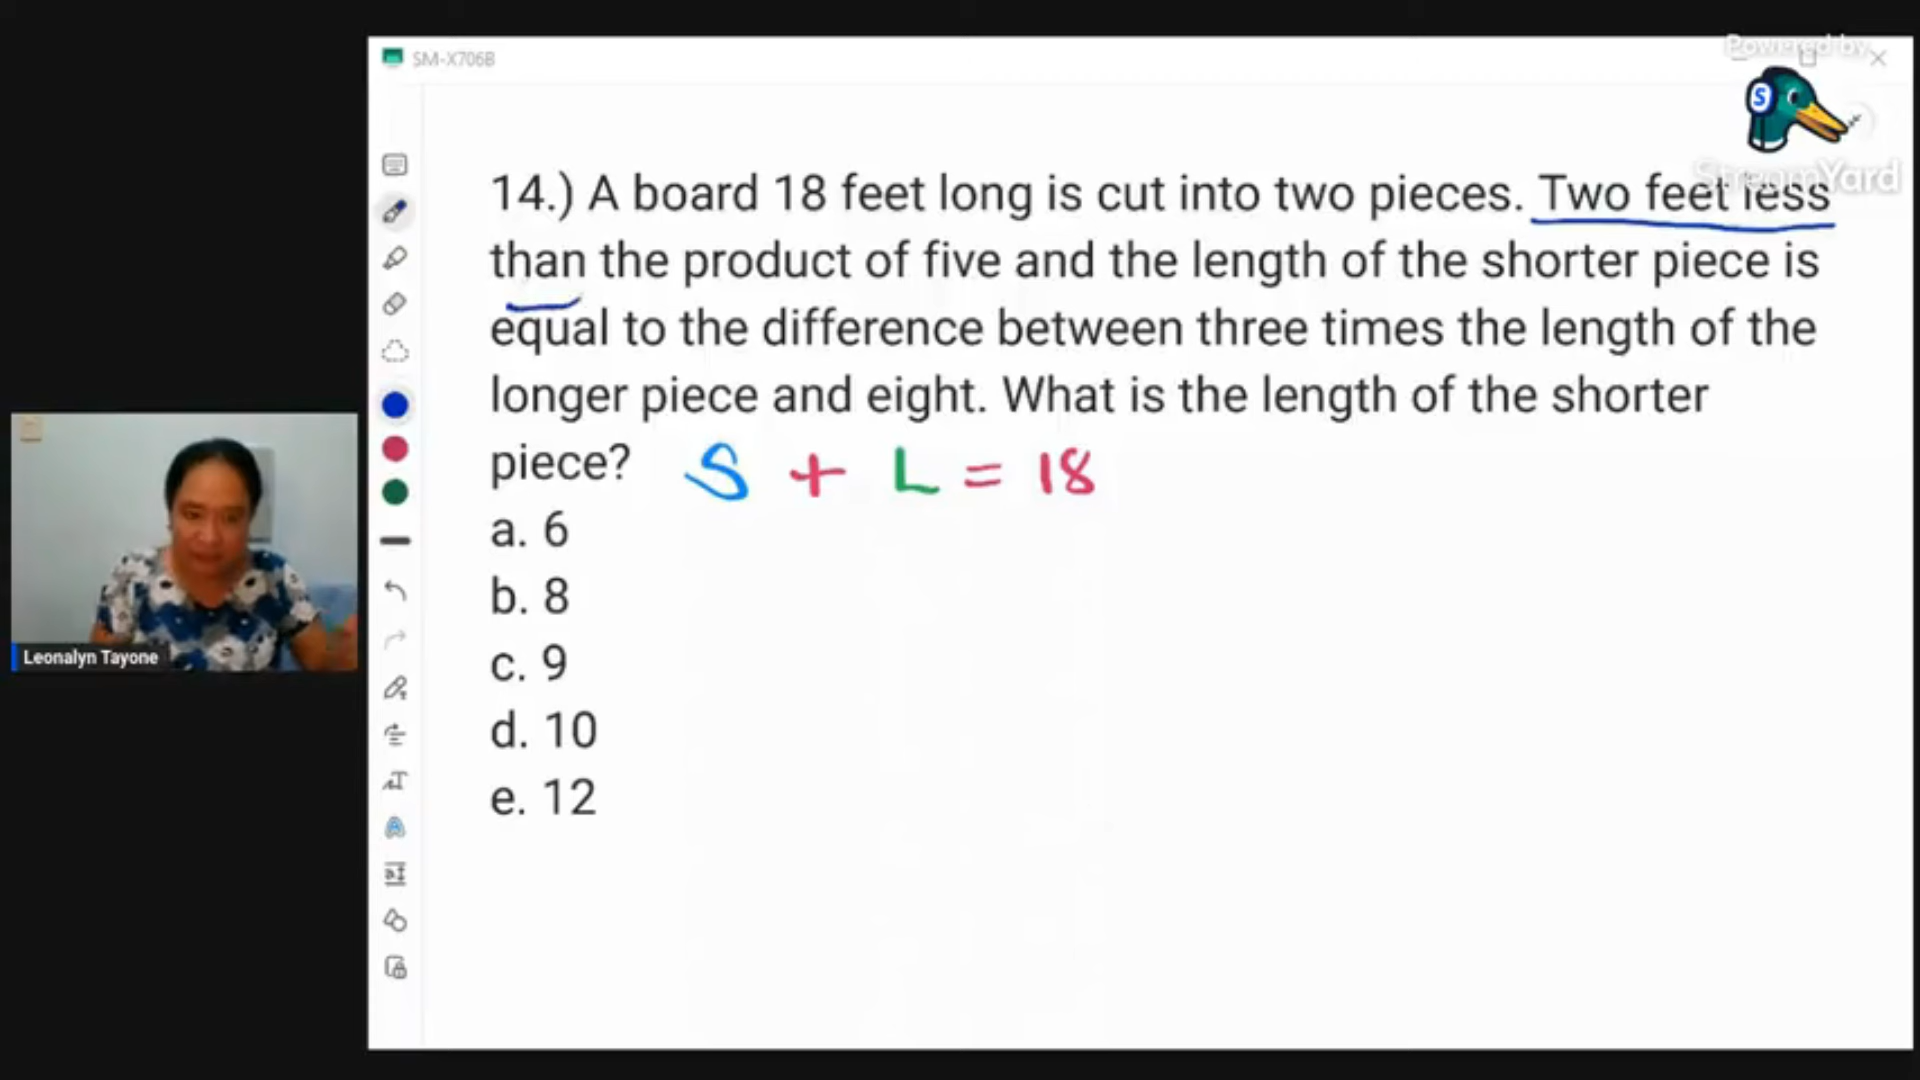 SM-X706B
Powered by
StreamYard
14.) A board 18 feet long is cut into two pieces. Two feet less
than the product of five and the length of the shorter piece is
equal to the difference between three times the length of the
longer piece and eight. What is the length of the shorter
piece? S + L = 18
a. 6
b. 8
c. 9
d. 10
e. 12
Leonalyn Tayone